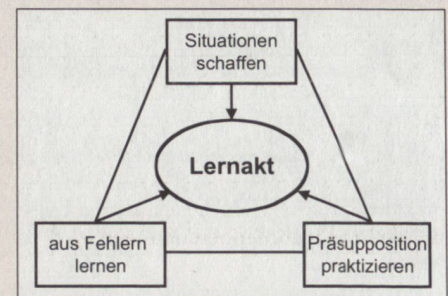 Situationen
schaffen
Lernakt
aus Fehlern
lernen
Präsupposition
praktizieren